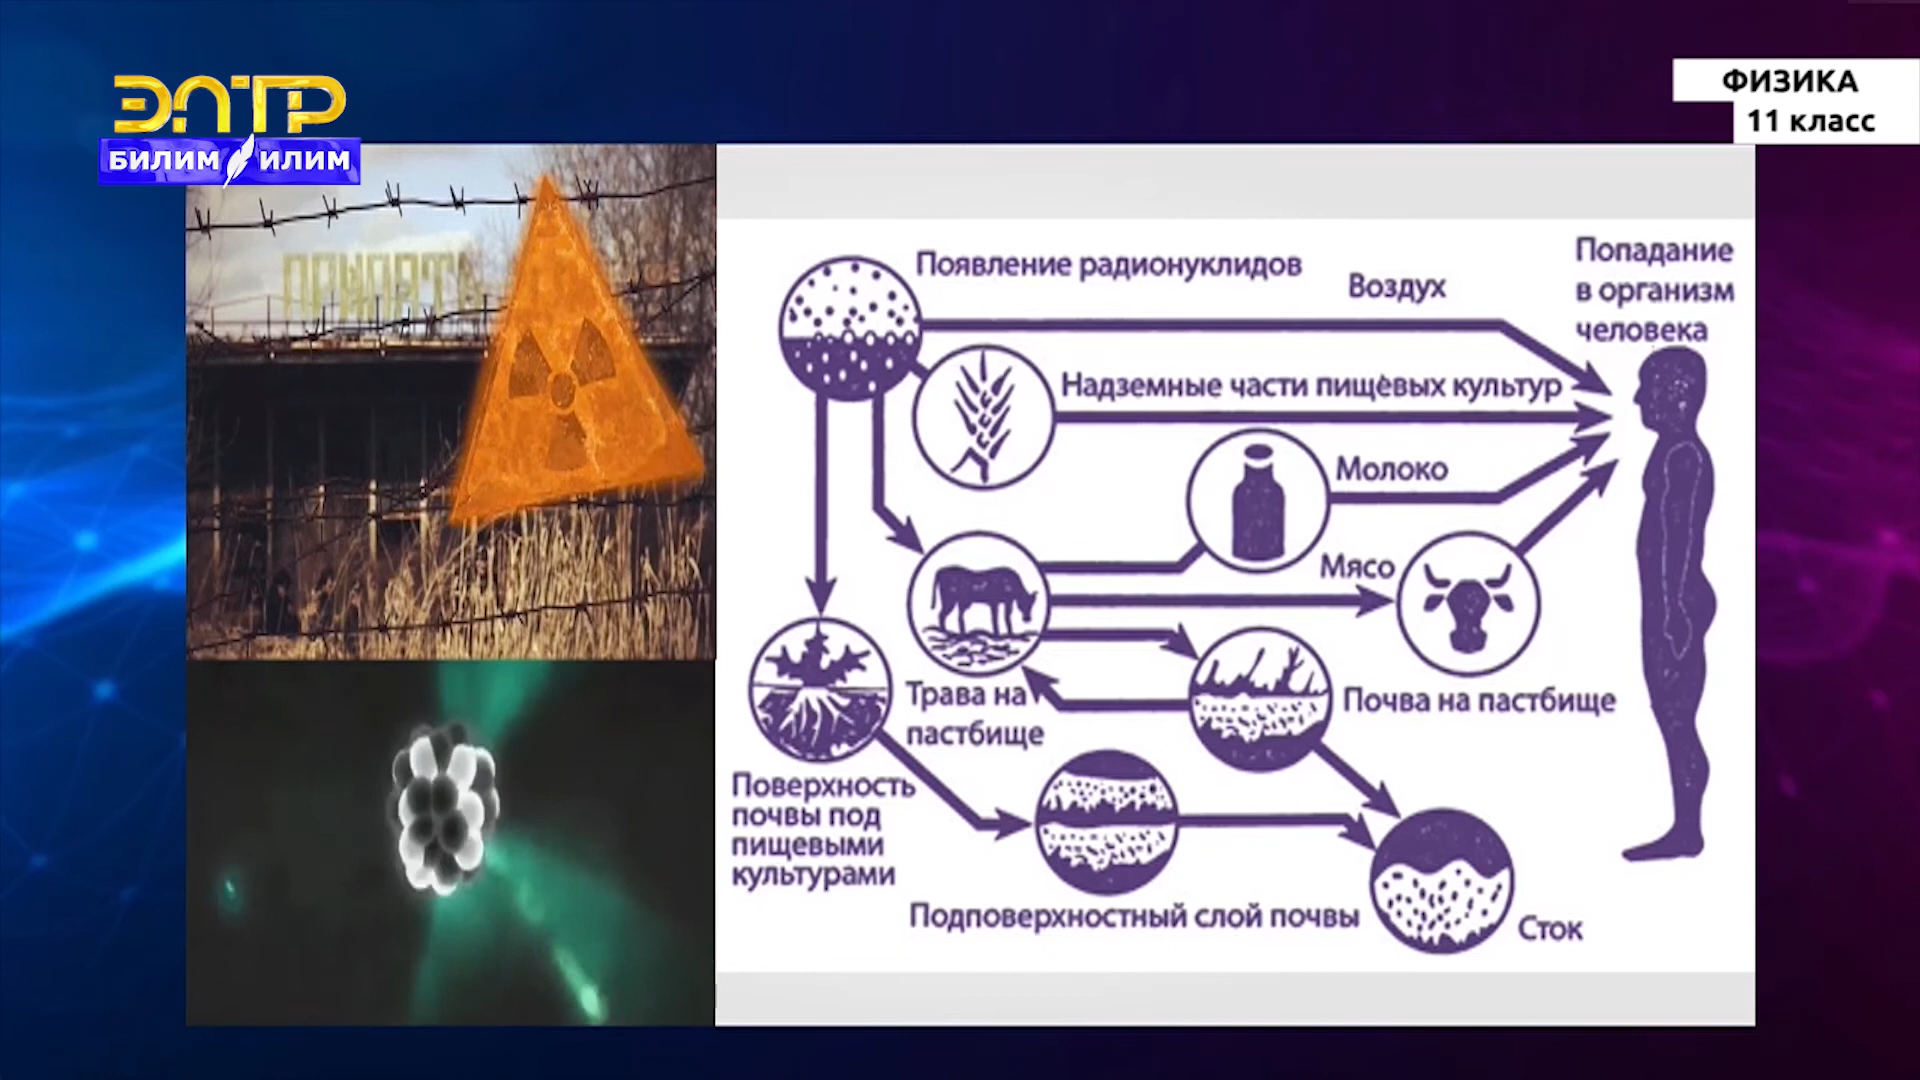 ЭЛТР
БИЛИМ ИЛИМ
ФИЗИКА
11 класс
ПРИПЯТЬ
Появление радионуклидов
Воздух
Попадание
в организм
человека
Надземные части пищевых культур
Молоко
Мясо
Трава на
пастбище
Почва на пастбище
Поверхность
почвы под
пищевыми
культурами
Подповерхностный слой почвы
Сток